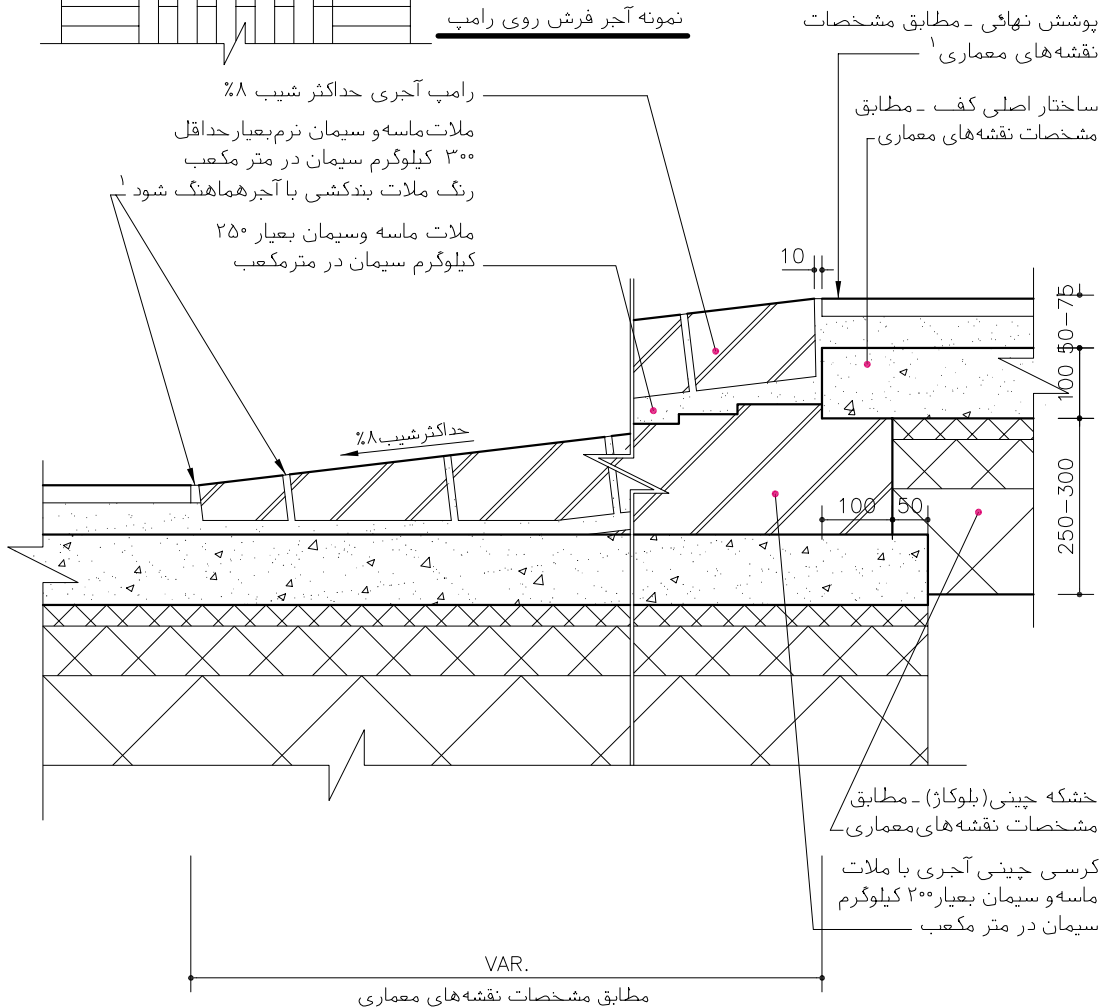 نمونه آجر فرش روی رامپ
پوشش نهائی ـ مطابق مشخصات
نقشه‌های معماری ۱
ساختار اصلی کف ـ مطابق
مشخصات نقشه‌های معماری
رامپ آجری حداکثر شیب ۸٪
ملات ماسه و سیمان نرم بعیار حداقل
۳۰۰ کیلوگرم سیمان در متر مکعب
رنگ ملات بندکشی با آجر هماهنگ شود ۱
ملات ماسه وسیمان بعیار ۲۵۰
کیلوگرم سیمان در مترمکعب
10
50-75
100
حداکثر شیب ۸٪
100
50
250-300
خشکه چینی (بلوکاژ) ـ مطابق
مشخصات نقشه‌های معماری
کرسی چینی آجری با ملات
ماسه و سیمان بعیار ۲۰۰ کیلوگرم
سیمان در متر مکعب
VAR.
مطابق مشخصات نقشه‌های معماری